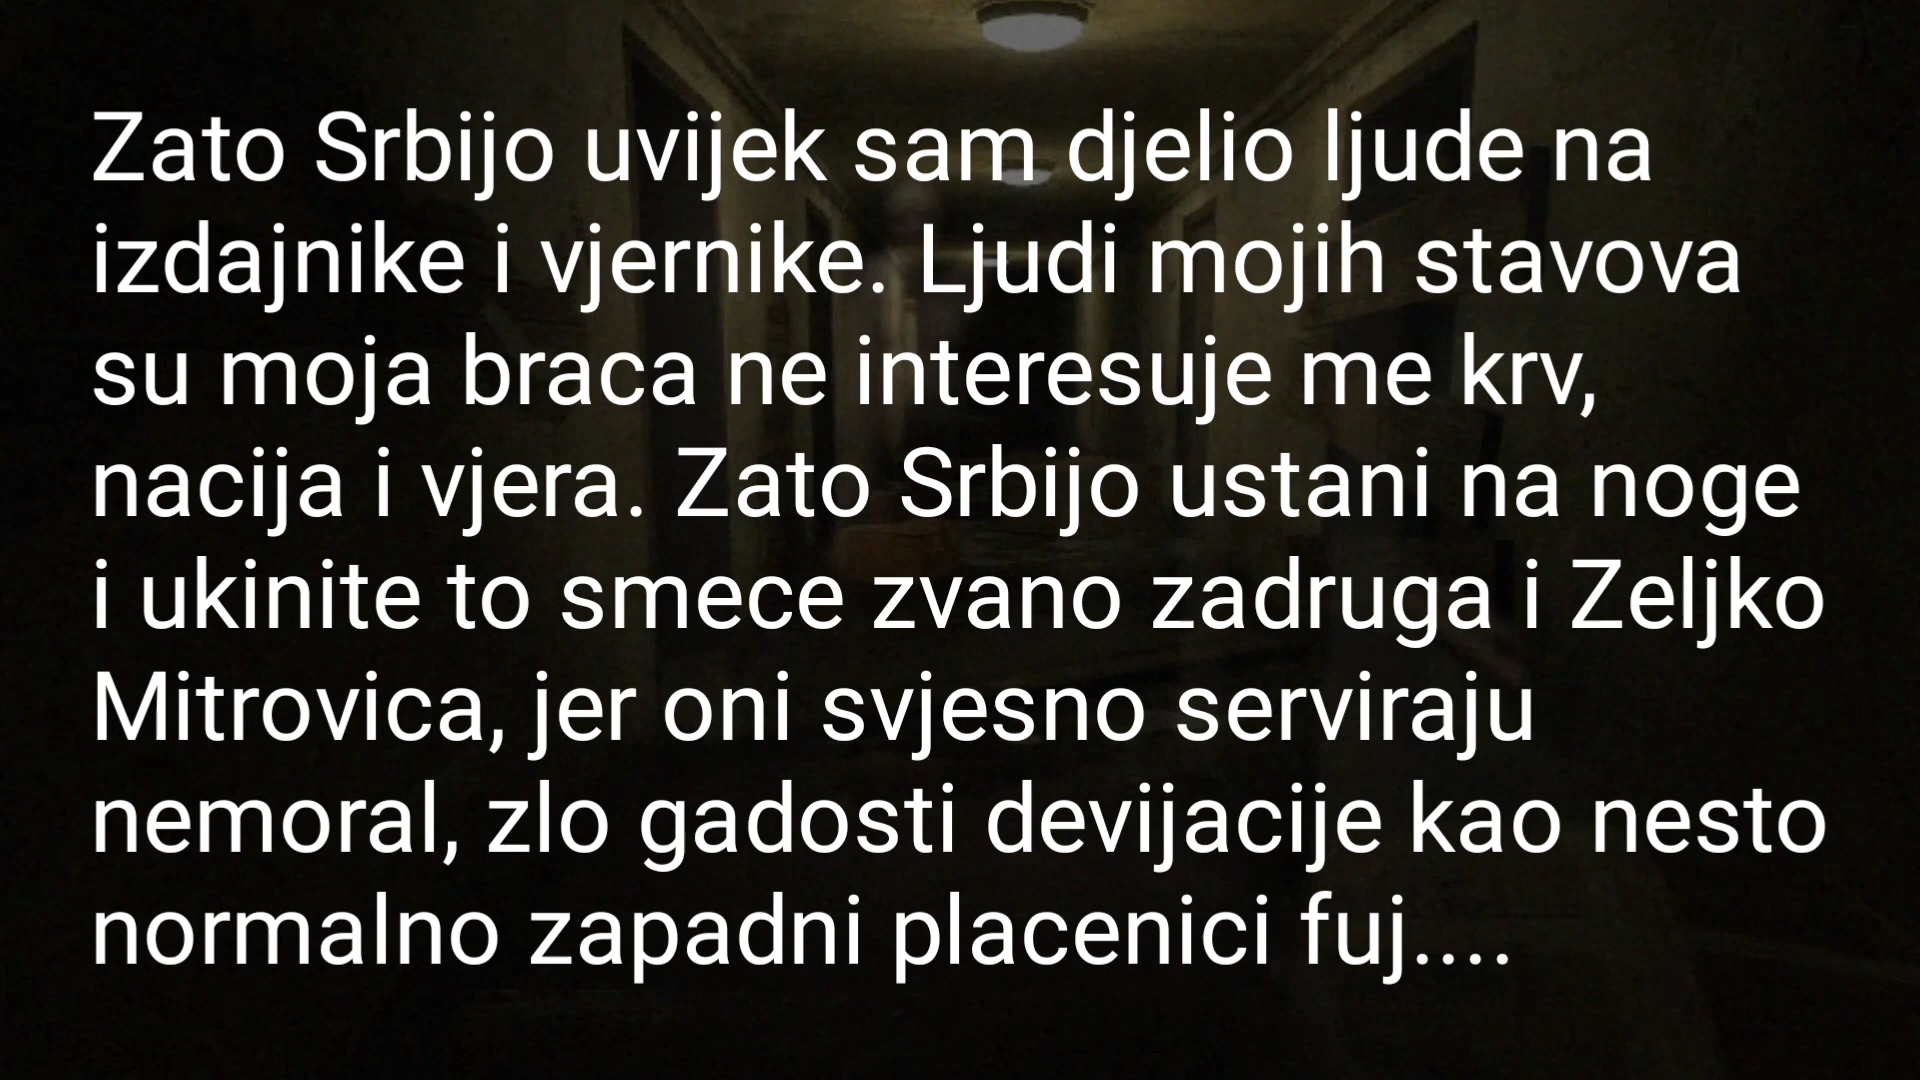 Zato Srbijo uvijek sam djelio ljude na
izdajnike i vjernike. Ljudi mojih stavova
su moja braca ne interesuje me krv,
nacija i vjera. Zato Srbijo ustani na noge
i ukinite to smece zvano zadruga i Zeljko
Mitrovica, jer oni svjesno serviraju
nemoral, zlo gadosti devijacije kao nesto
normalno zapadni placenici fuj....